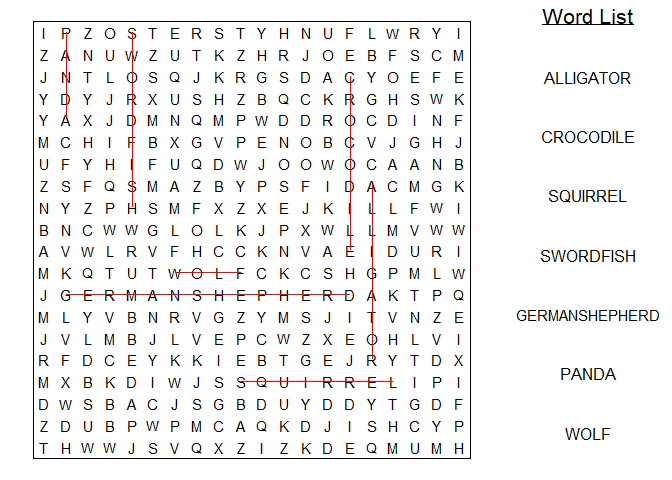 Word List
I P Z O S T E R S T Y H N U F L W R Y I
Z A N U W Z U T K Z H R J O E B F S C M
J N T L O S Q J K R G S D A C Y O E F E
Y D Y J R X U S H Z B Q C K R G H S W K
Y A X J D M N Q M P W D D R O C D I N F
M C H I F B X G V P E N O B C V J G H J
U F Y H I F U Q D W J O O W O C A A N B
Z S F Q S M A Z B Y P S F I D A C M G K
N Y Z P H S M F X Z X E J K I L L F W I
B N C W W G L O L K J P X W L L M V W W
A V W L R V F H C C K N V A E I D U R I
M K Q T U T W O L F C K C S H G P M L W
J G E R M A N S H E P H E R D A K T P Q
M L Y V B N R V G Z Y M S J I T V N Z E
J V L M B J L V E P C W Z X E O H L V I
R F D C E Y K K I E B T G E J R Y T D X
M X B K D I W J S S Q U I R R E L I P I
D W S B A C J S G B D U Y D D Y T G D F
Z D U B P W P M C A Q K D J I S H C Y P
T H W W J S V Q X Z I Z K D E Q M U M H
ALLIGATOR
CROCODILE
SQUIRREL
SWORDFISH
GERMANSHEPHERD
PANDA
WOLF